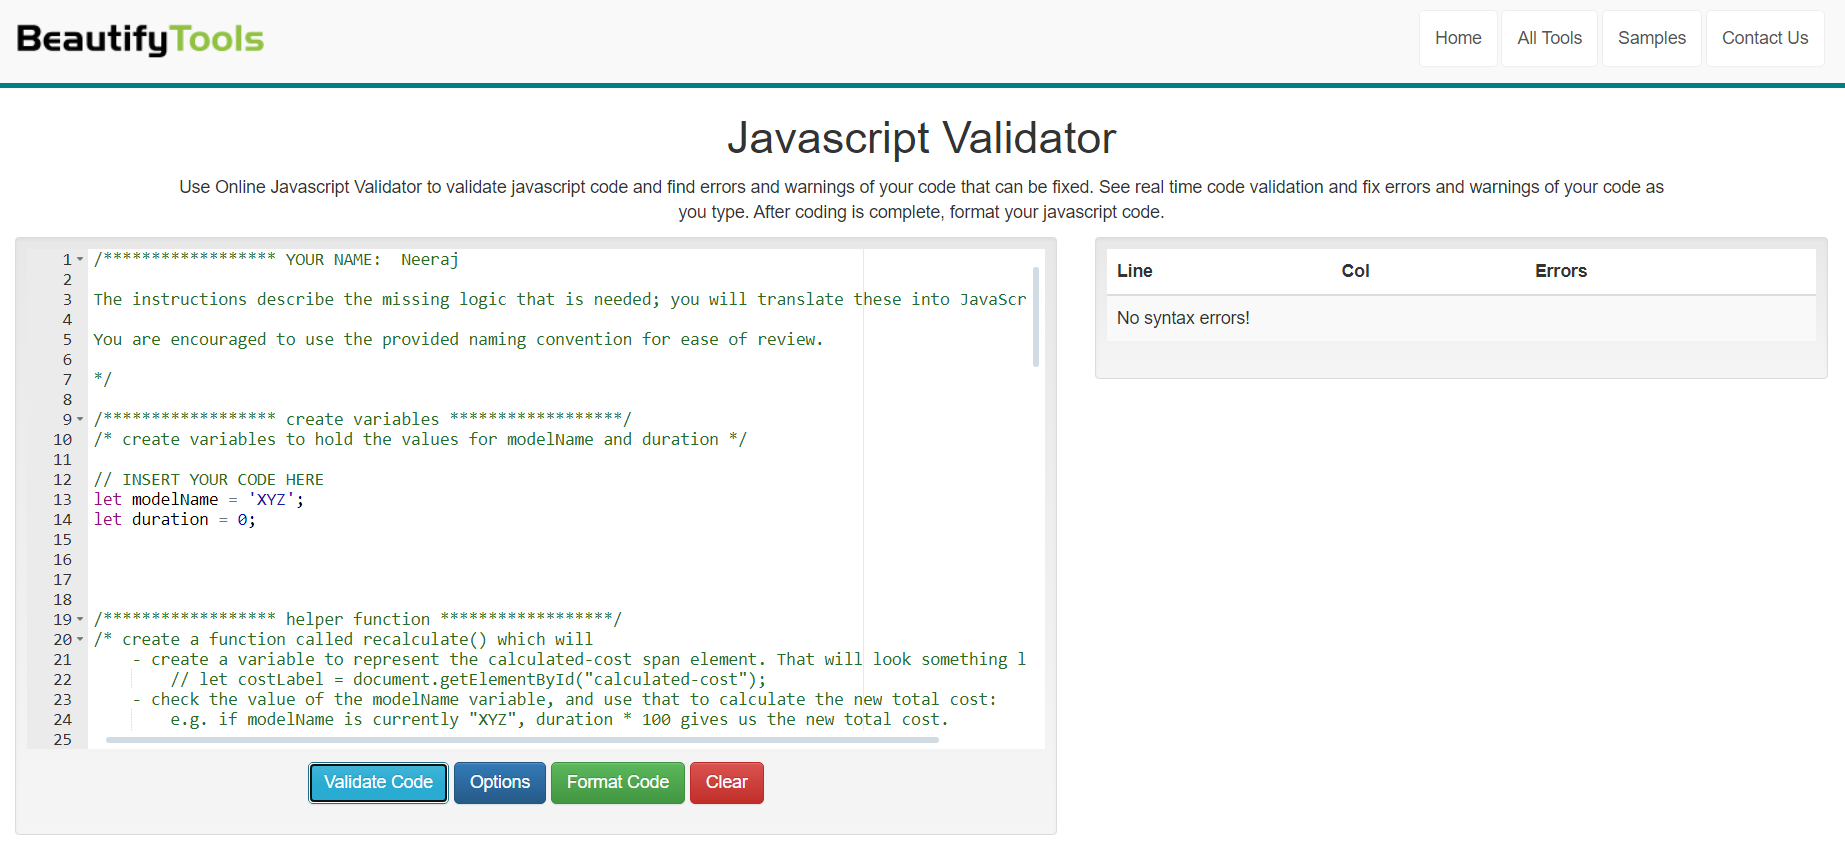 BeautifyTools
Home All Tools Samples Contact Us
Javascript Validator
Use Online Javascript Validator to validate javascript code and find errors and warnings of your code that can be fixed. See real time code validation and fix errors and warnings of your code as
you type. After coding is complete, format your javascript code.
1 /****************** YOUR NAME:  Neeraj
2
3 The instructions describe the missing logic that is needed; you will translate these into JavaScr
4
5 You are encouraged to use the provided naming convention for ease of review.
6
7 */
8
9 /****************** create variables ******************/
10 /* create variables to hold the values for modelName and duration */
11
12 // INSERT YOUR CODE HERE
13 let modelName = 'XYZ';
14 let duration = 0;
15
16
17
18
19 /****************** helper function ******************/
20 /* create a function called recalculate() which will
21     - create a variable to represent the calculated-cost span element. That will look something l
22         // let costLabel = document.getElementById("calculated-cost");
23     - check the value of the modelName variable, and use that to calculate the new total cost:
24         e.g. if modelName is currently "XYZ", duration * 100 gives us the new total cost.
25
Validate Code Options Format Code Clear
Line Col Errors
No syntax errors!